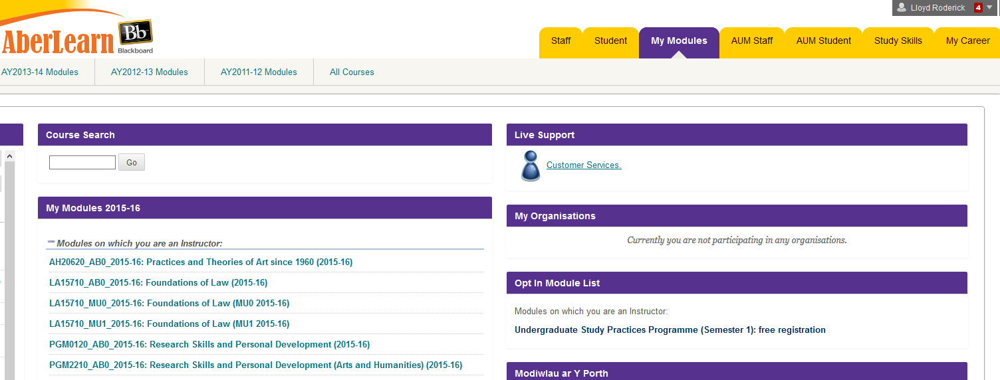 Lloyd Roderick 4
AberLearn Bb
Blackboard
Staff Student My Modules AUM Staff AUM Student Study Skills My Career
AY2013-14 Modules AY2012-13 Modules AY2011-12 Modules All Courses
Course Search
Go
My Modules 2015-16
Modules on which you are an Instructor:
AH20620_AB0_2015-16: Practices and Theories of Art since 1960 (2015-16)
LA15710_AB0_2015-16: Foundations of Law (2015-16)
LA15710_MU0_2015-16: Foundations of Law (MU0 2015-16)
LA15710_MU1_2015-16: Foundations of Law (MU1 2015-16)
PGM0120_AB0_2015-16: Research Skills and Personal Development (2015-16)
PGM2210_AB0_2015-16: Research Skills and Personal Development (Arts and Humanities) (2015-16)
Live Support
Customer Services.
My Organisations
Currently you are not participating in any organisations.
Opt In Module List
Modules on which you are an Instructor:
Undergraduate Study Practices Programme (Semester 1): free registration
Modiwlau ar Y Porth